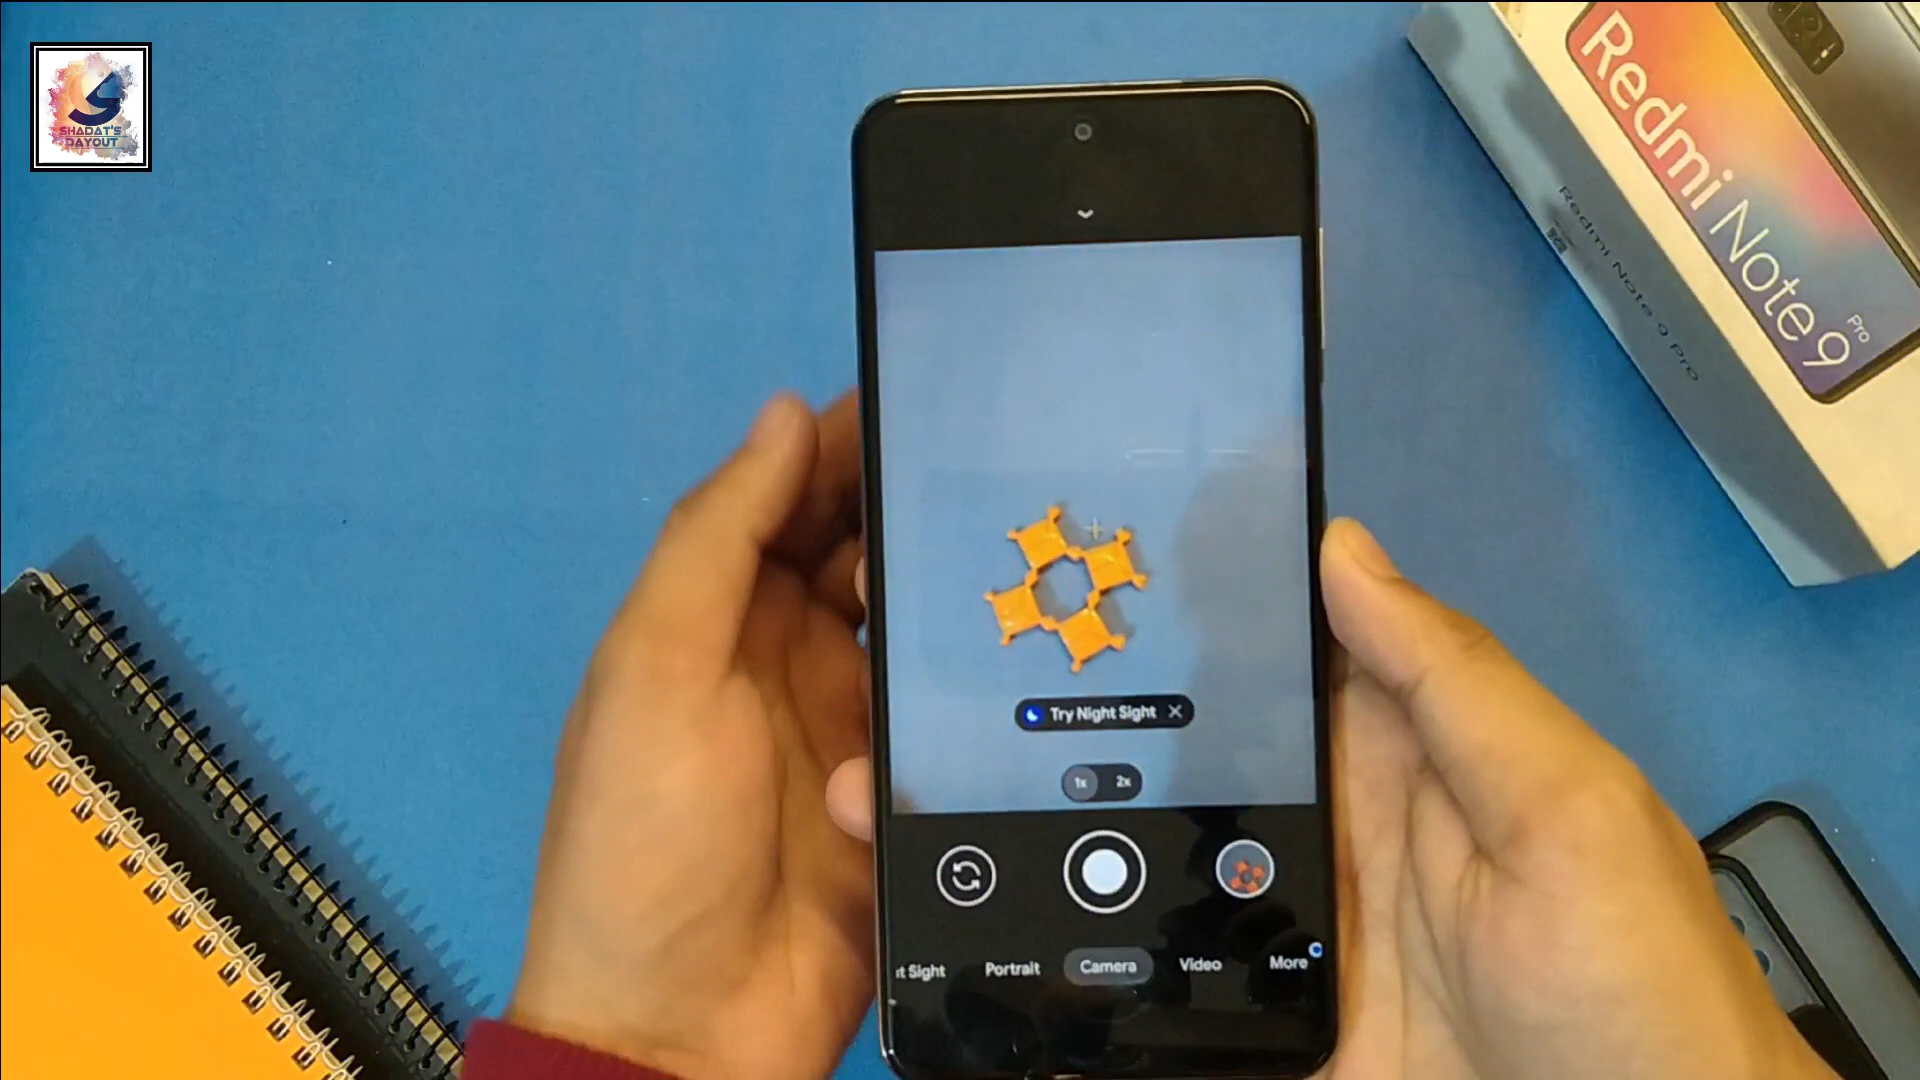 SHADAT'S
DAYOUT
Redmi Note 9
Pro
Redmi Note 9 Pro
Try Night Sight
1x
2x
t Sight
Portrait
Camera
Video
More